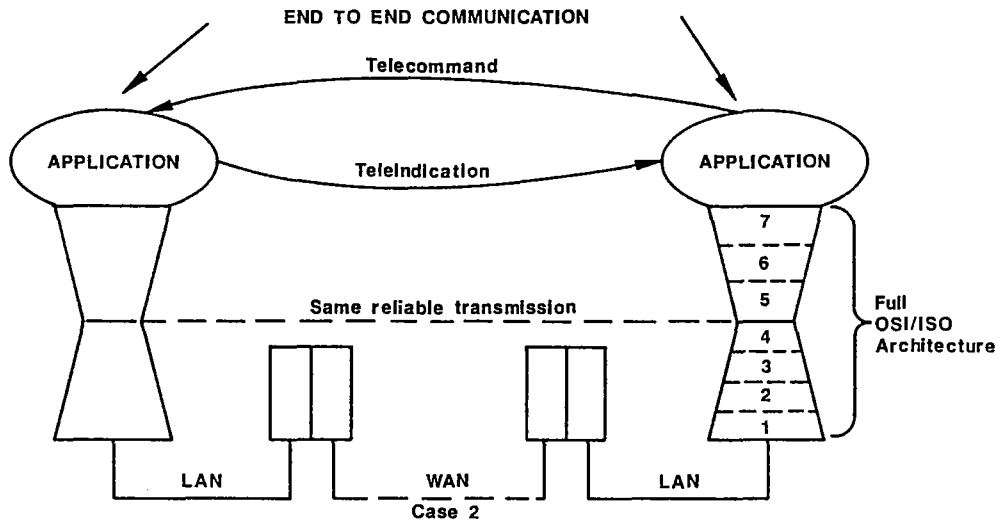 END TO END COMMUNICATION
Telecommand
APPLICATION
APPLICATION
TeleIndication
7
6
5
Same reliable transmission
4
3
2
1
Full
OSI/ISO
Architecture
LAN
WAN
LAN
Case 2